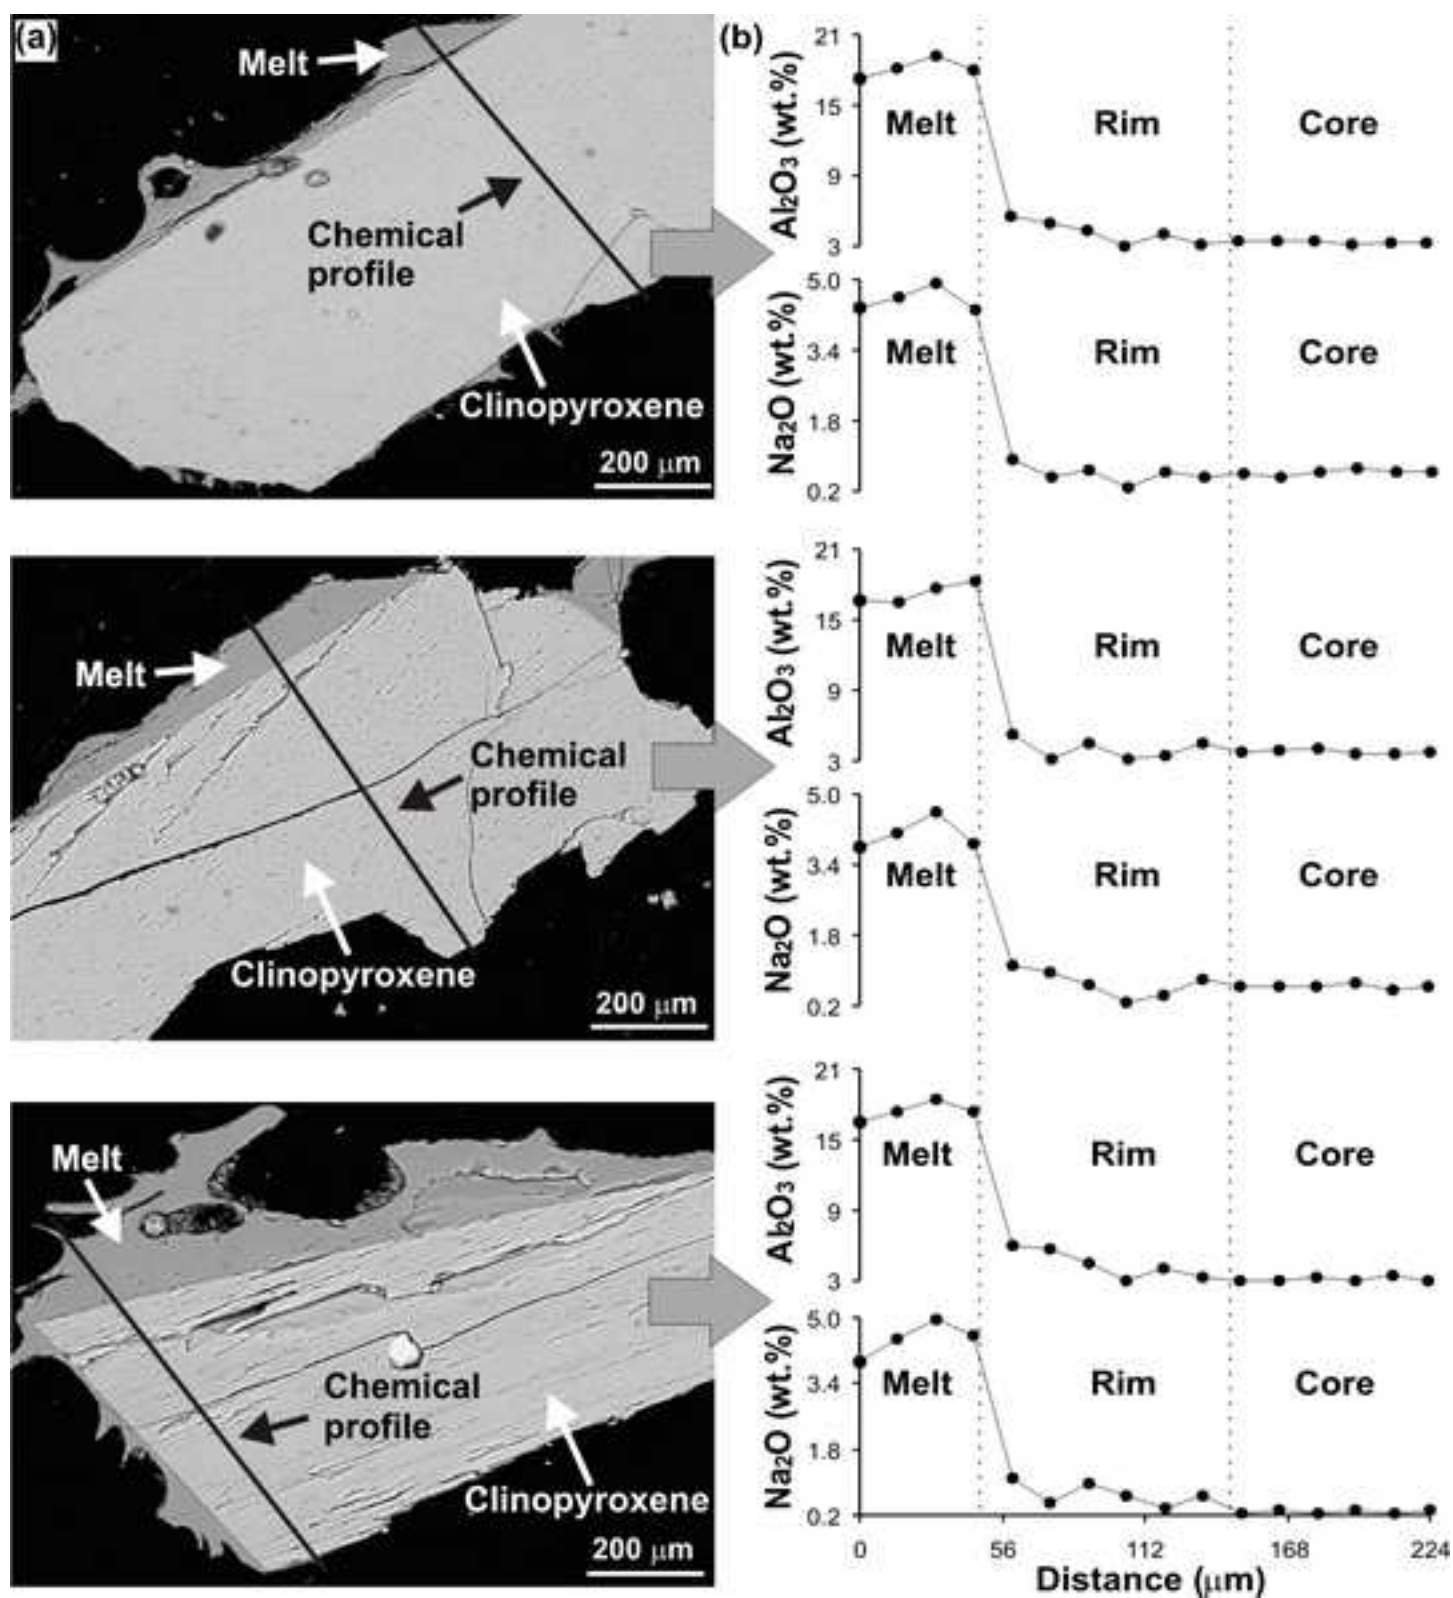 (a)
Melt
Chemical
profile
Clinopyroxene
200 μm
Melt
Chemical
profile
Clinopyroxene
200 μm
Melt
Chemical
profile
Clinopyroxene
200 μm
(b)
Al₂O₃ (wt.%)
21
15
9
3
Melt Rim Core
Na₂O (wt.%)
5.0
3.4
1.8
0.2
Melt Rim Core
Al₂O₃ (wt.%)
21
15
9
3
Melt Rim Core
Na₂O (wt.%)
5.0
3.4
1.8
0.2
Melt Rim Core
Al₂O₃ (wt.%)
21
15
9
3
Melt Rim Core
Na₂O (wt.%)
5.0
3.4
1.8
0.2
Melt Rim Core
0 56 112 168 224
Distance (μm)